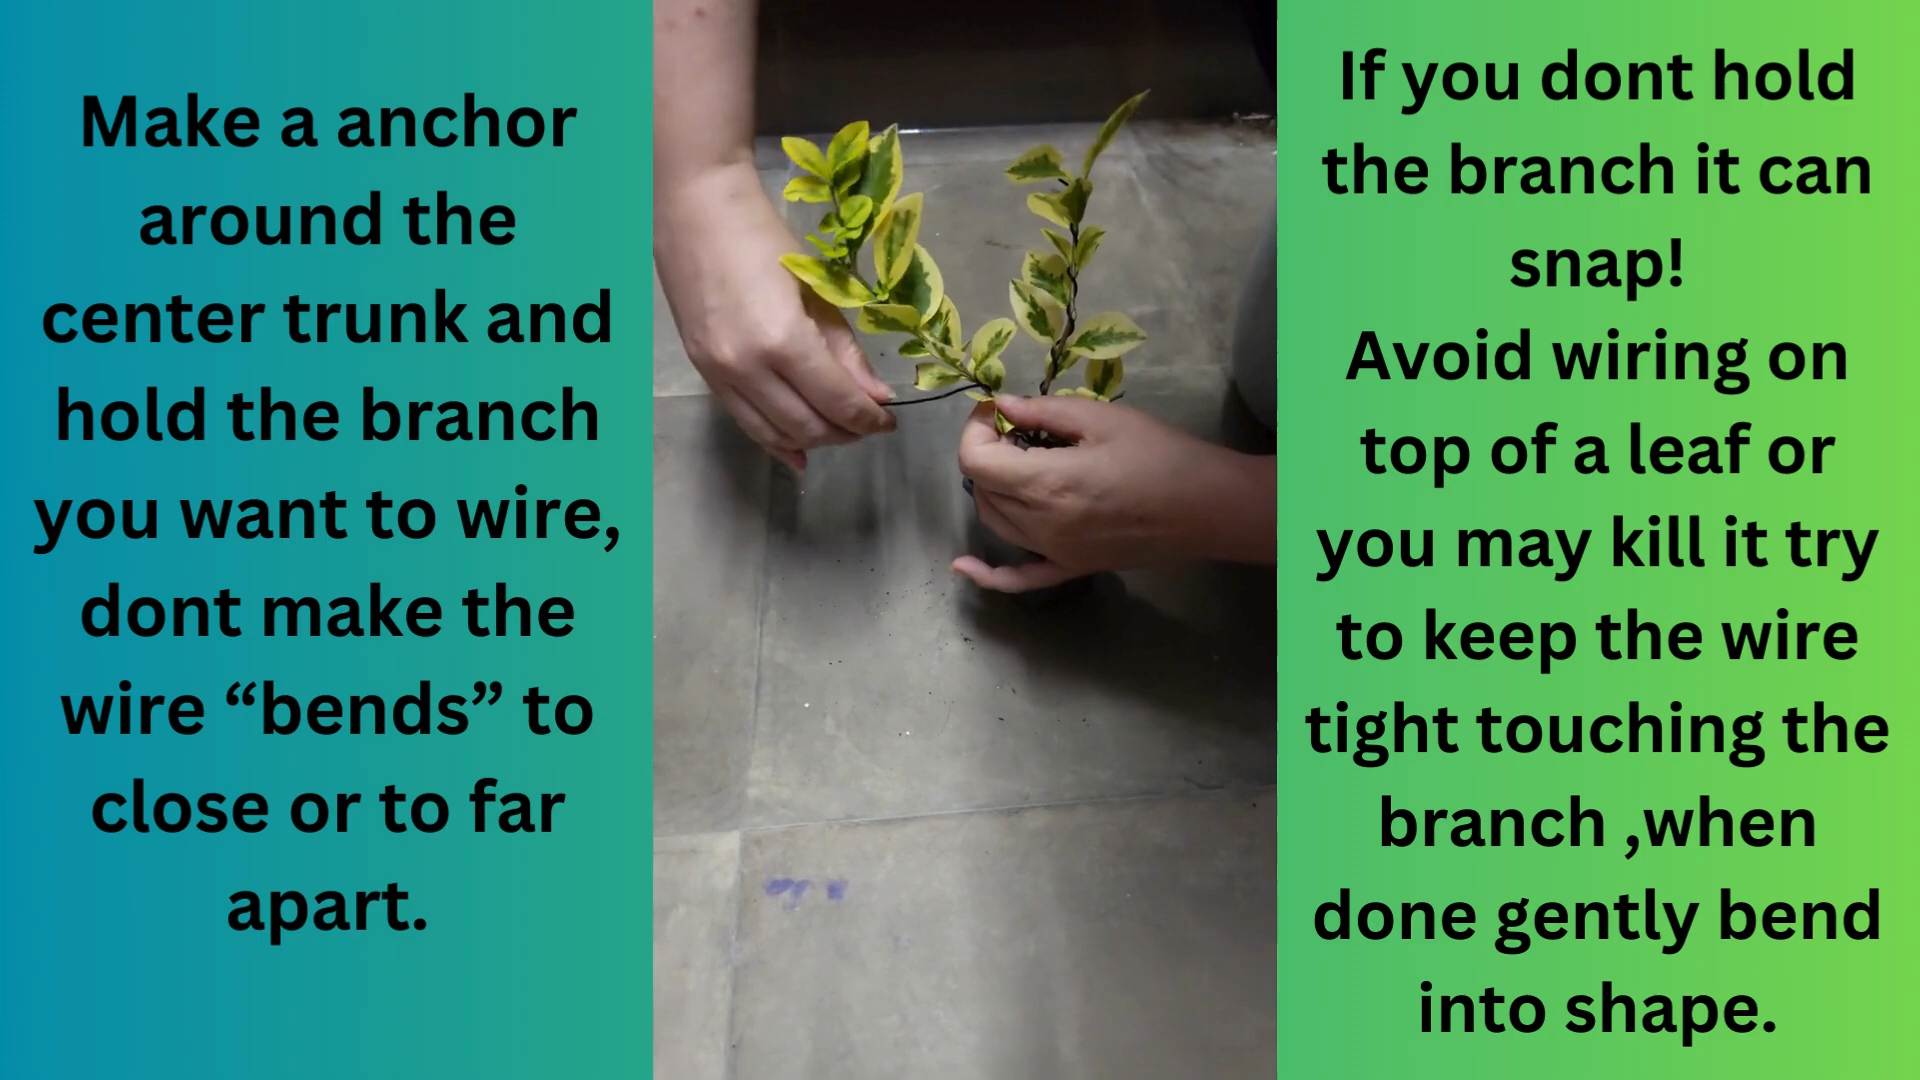 Make a anchor
around the
center trunk and
hold the branch
you want to wire,
dont make the
wire “bends” to
close or to far
apart.
If you dont hold
the branch it can
snap!
Avoid wiring on
top of a leaf or
you may kill it try
to keep the wire
tight touching the
branch ,when
done gently bend
into shape.